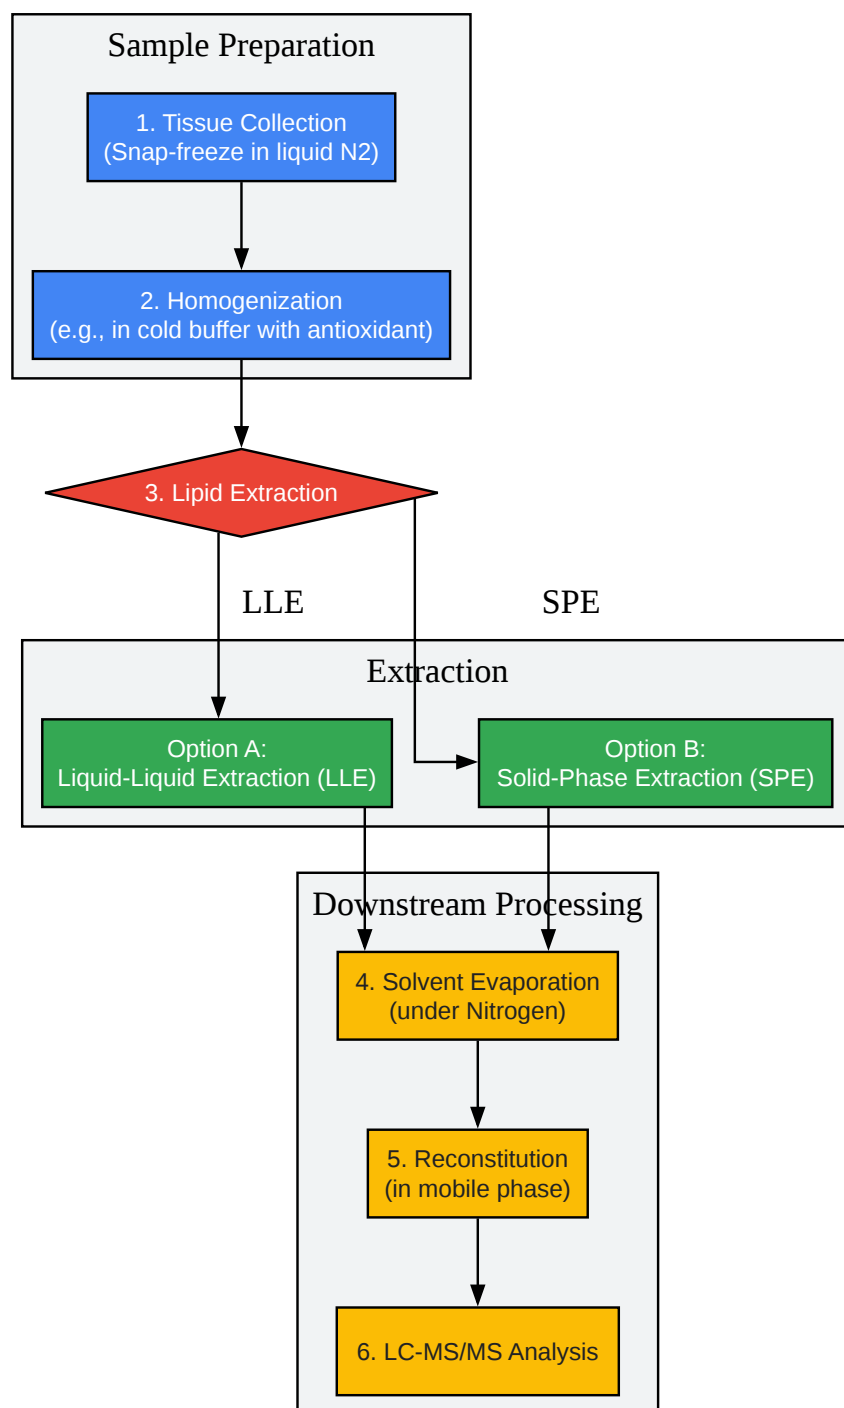 Sample Preparation
1. Tissue Collection
(Snap-freeze in liquid N2)
2. Homogenization
(e.g., in cold buffer with antioxidant)
3. Lipid Extraction
LLE
SPE
Extraction
Option A:
Liquid-Liquid Extraction (LLE)
Option B:
Solid-Phase Extraction (SPE)
Downstream Processing
4. Solvent Evaporation
(under Nitrogen)
5. Reconstitution
(in mobile phase)
6. LC-MS/MS Analysis